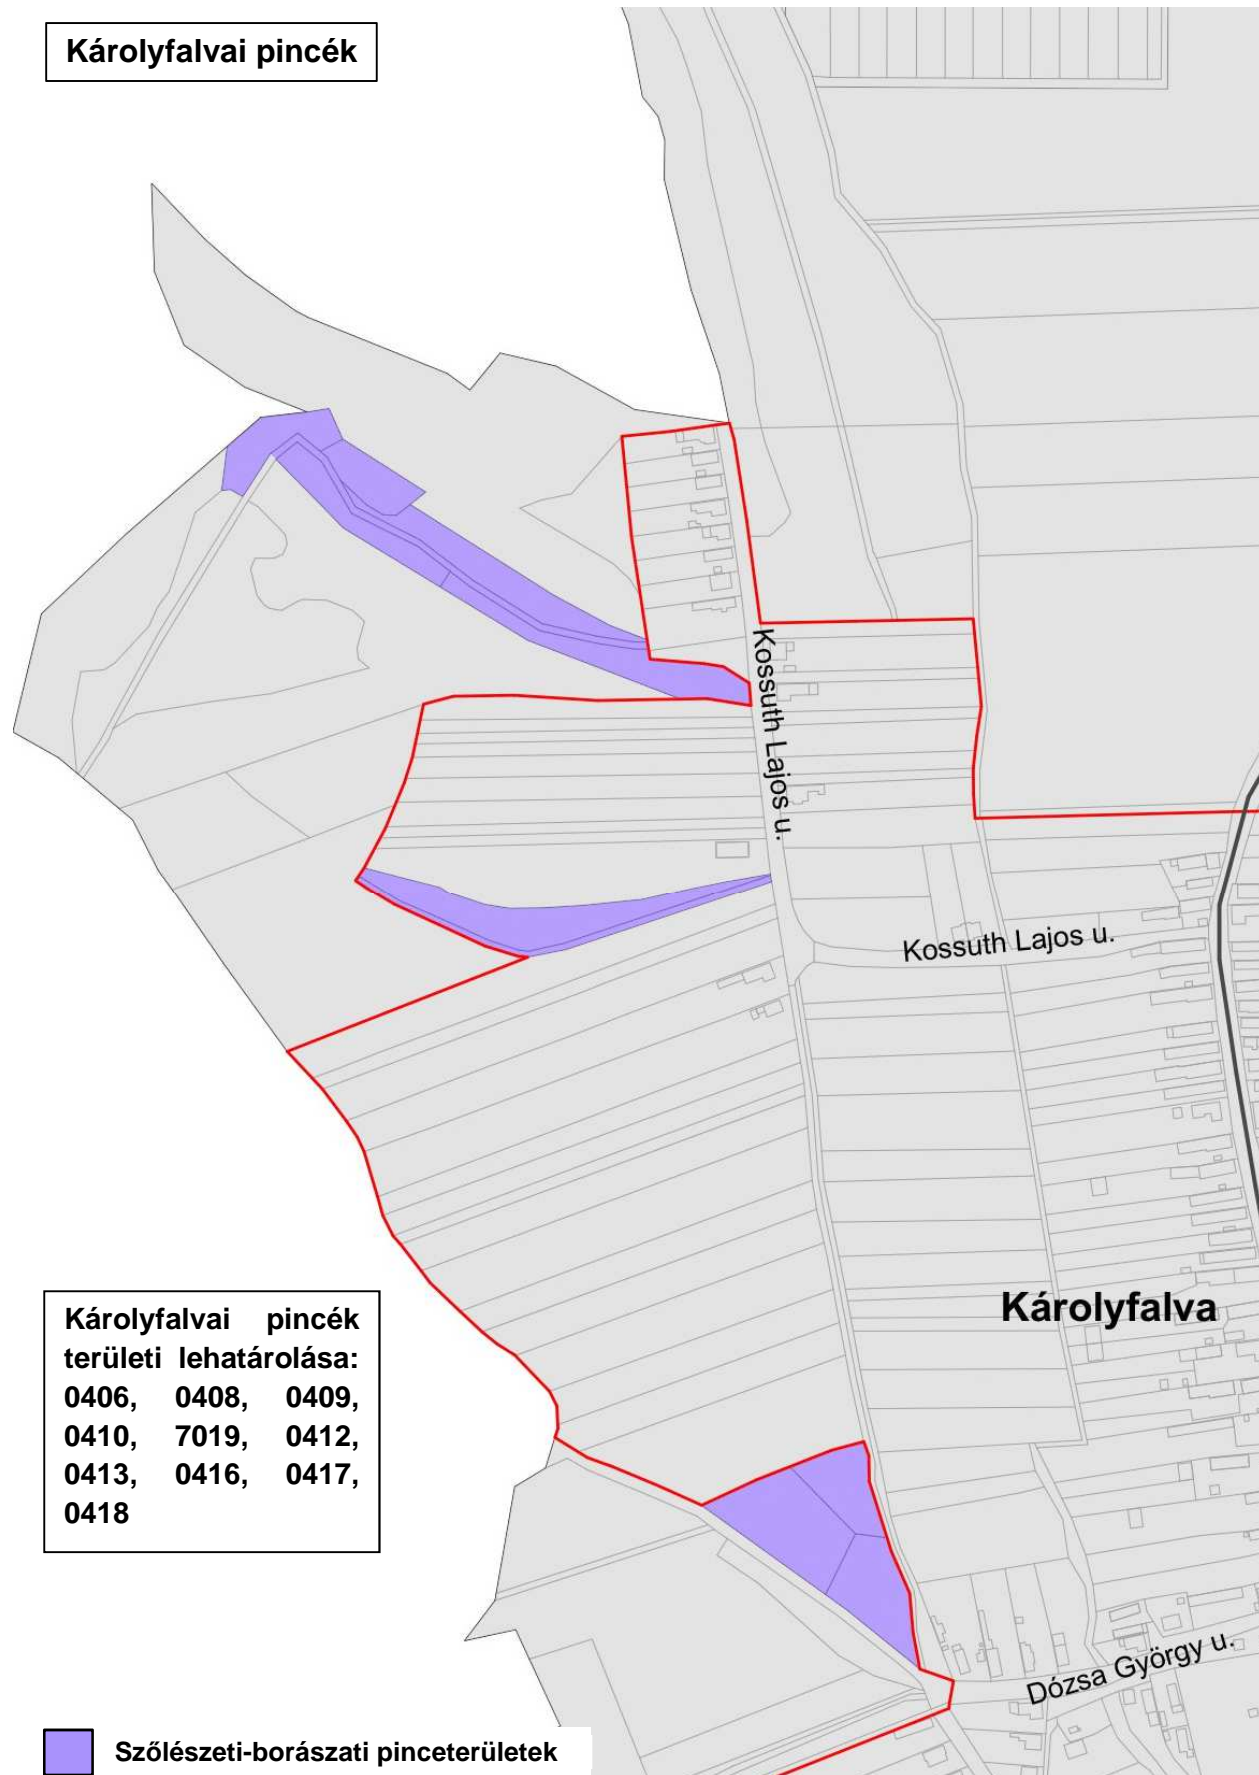 Károlyfalvai pincék
Kossuth Lajos u.
Kossuth Lajos u.
Károlyfalva
Károlyfalvai pincék
területi lehatárolása:
0406, 0408, 0409,
0410, 7019, 0412,
0413, 0416, 0417,
0418
Dózsa György u.
Szőlészeti-borászati pinceterületek